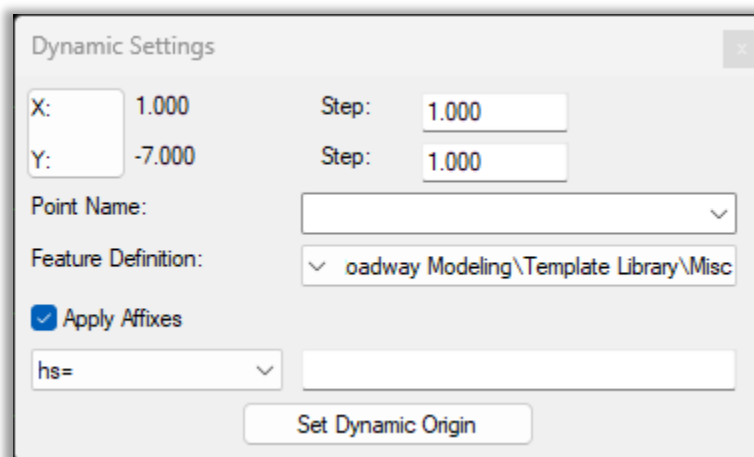 Dynamic Settings x
X: 1.000 Step: 1.000
Y: -7.000 Step: 1.000
Point Name:
Feature Definition: oadway Modeling\Template Library\Misc
Apply Affixes
hs=
Set Dynamic Origin